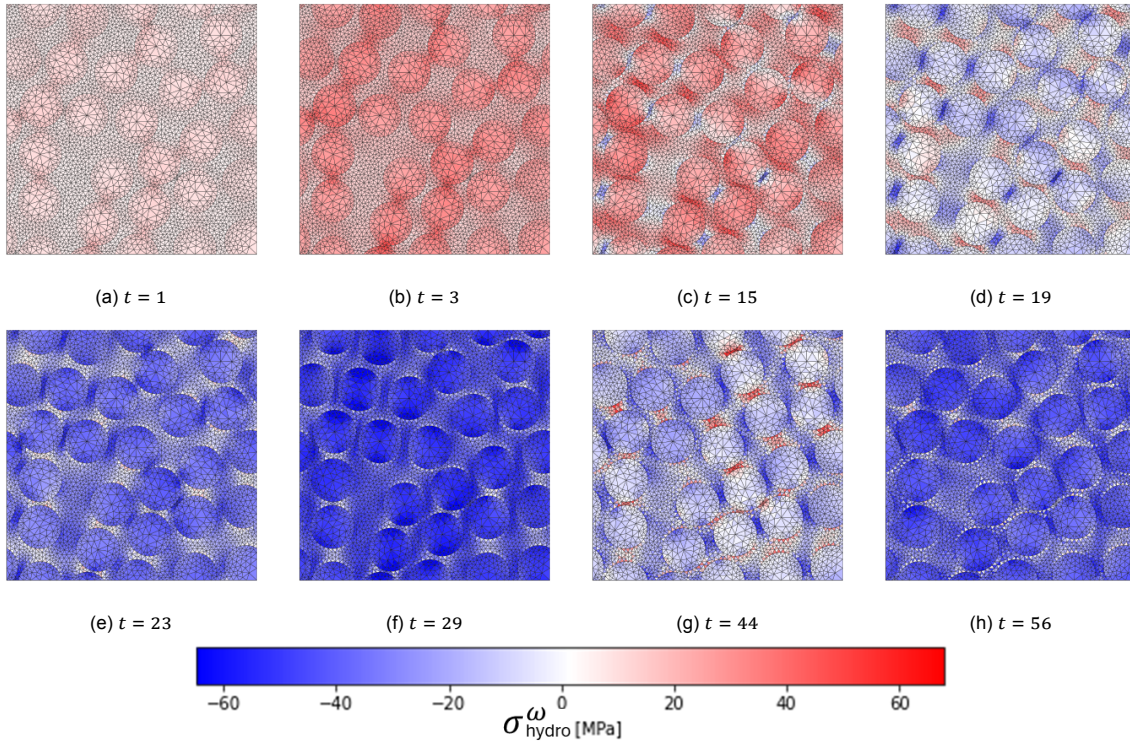 (a) t = 1 (b) t = 3 (c) t = 15 (d) t = 19
(e) t = 23 (f) t = 29 (g) t = 44 (h) t = 56
−60 −40 −20 0 20 40 60
σ^ω_hydro [MPa]